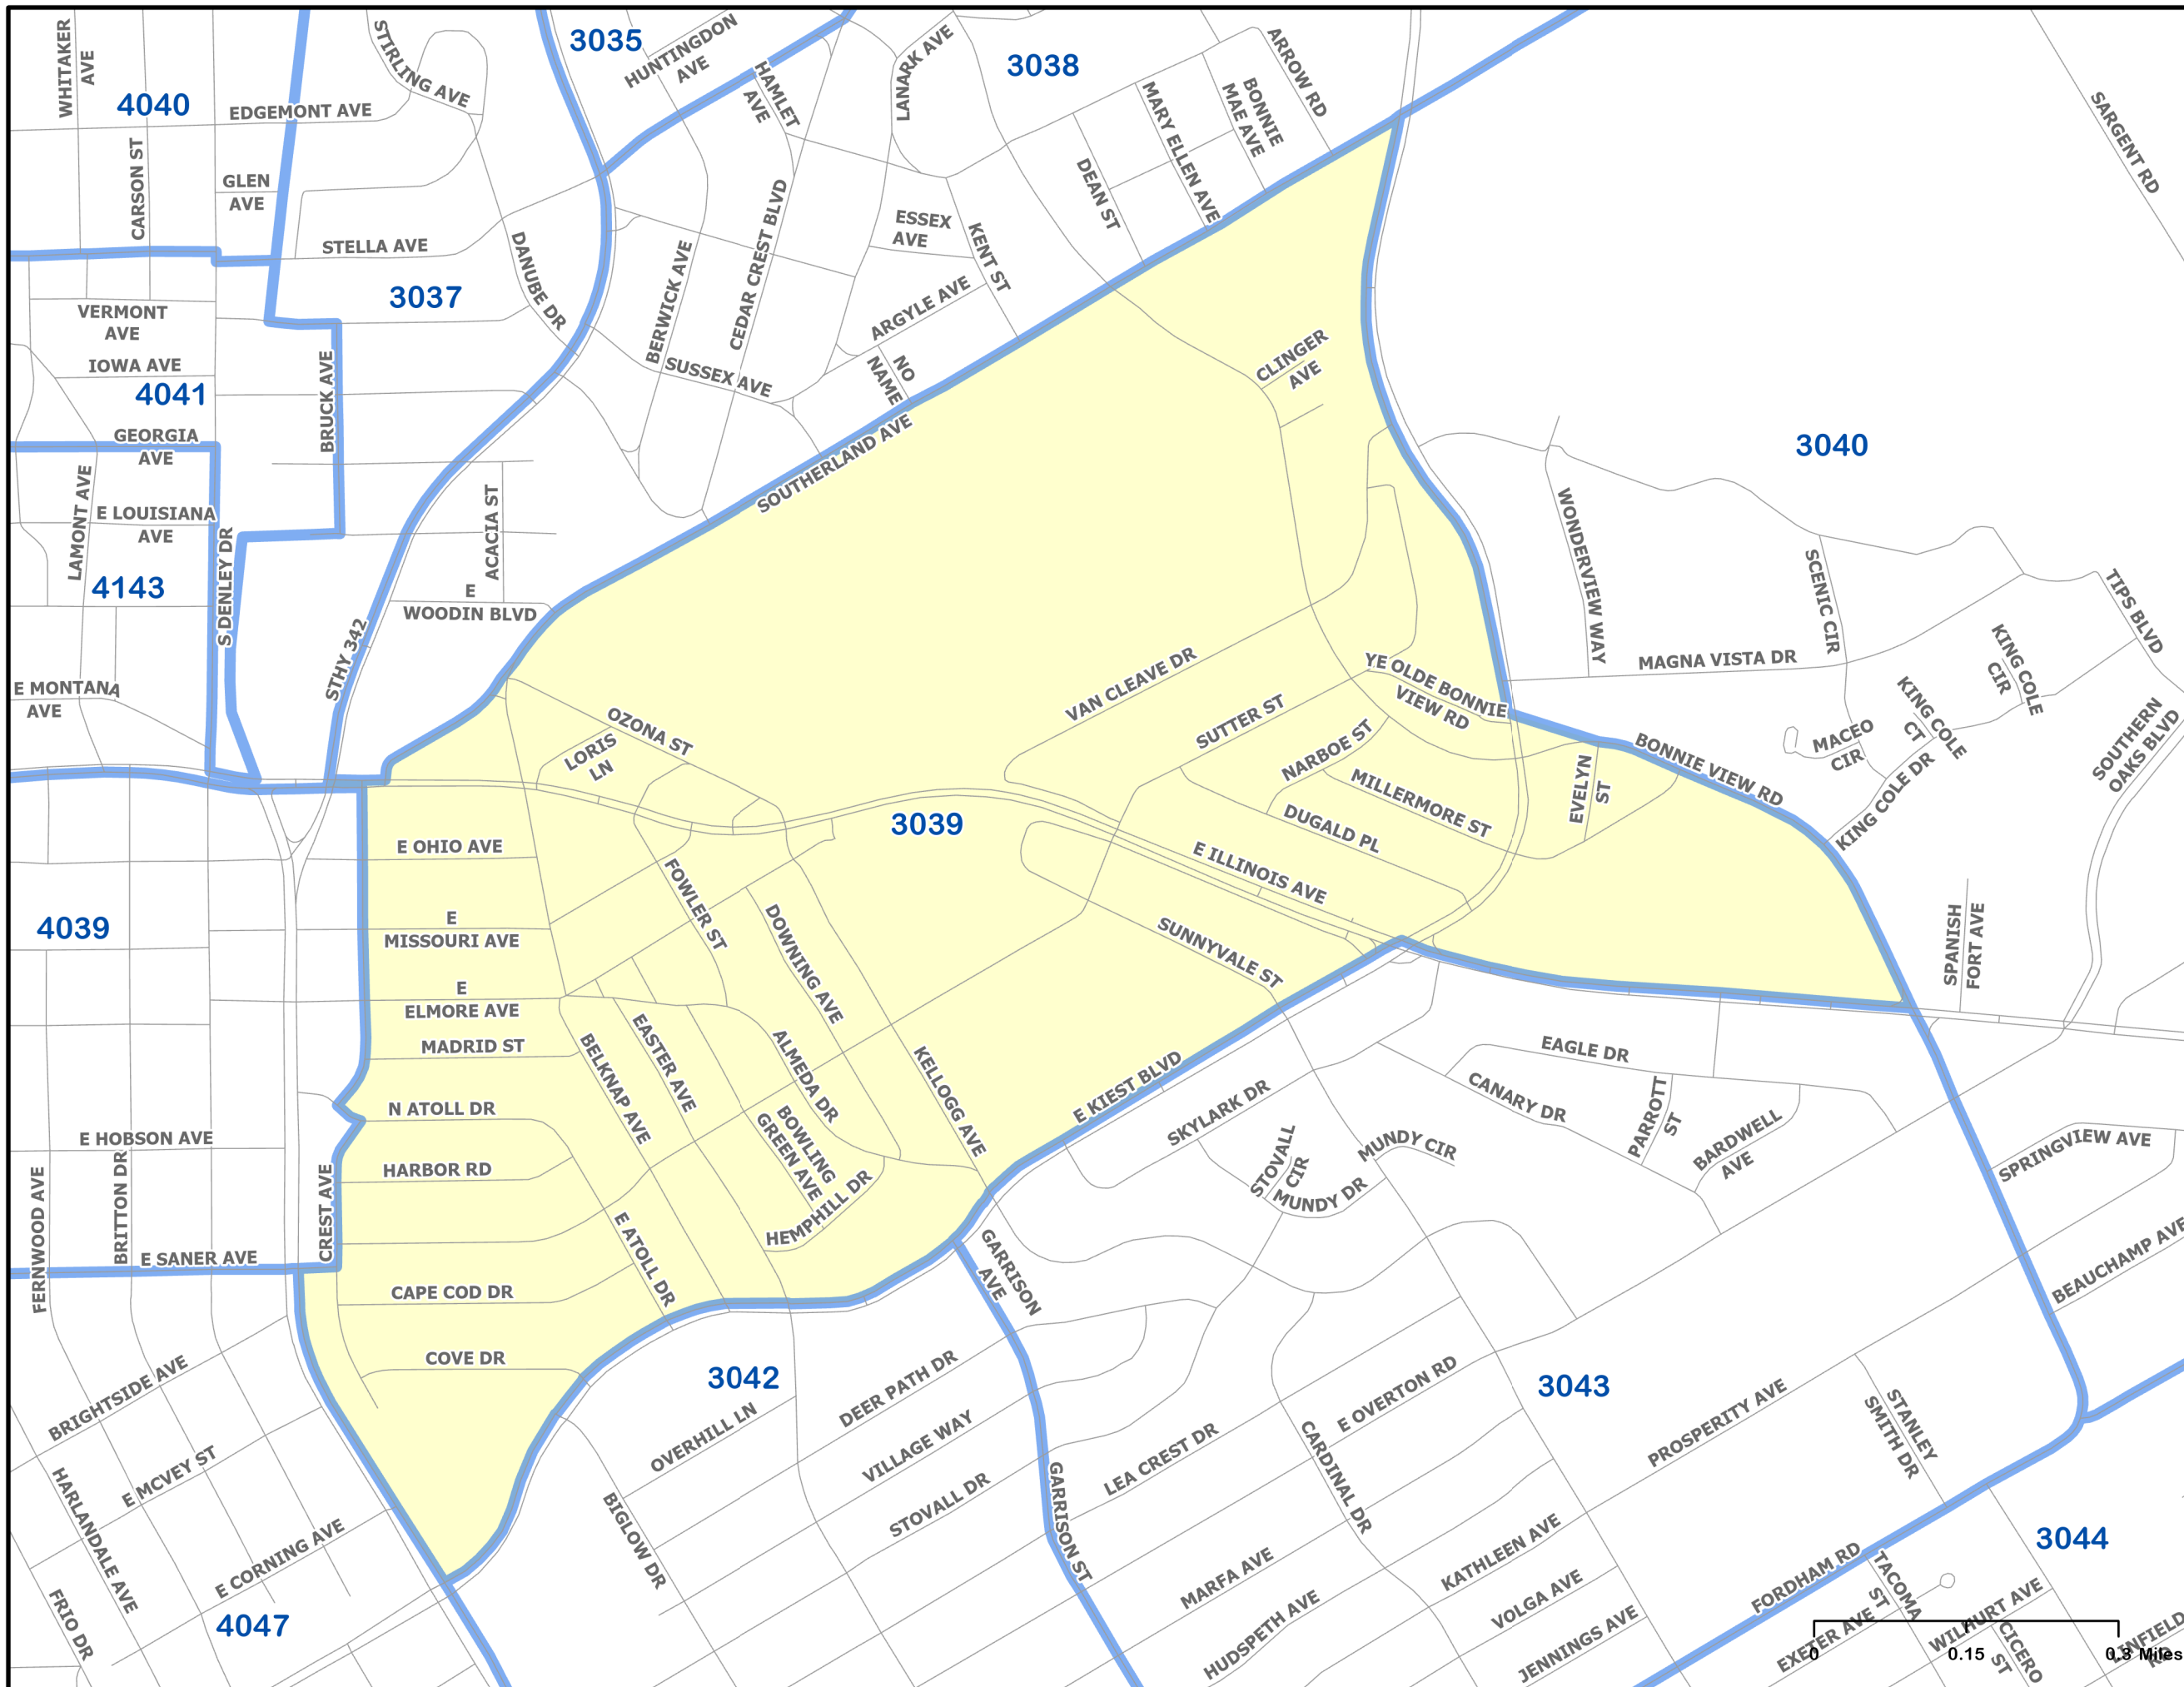 WHITAKER
AVE
4040
CARSON ST
EDGEMONT AVE
STIRLING AVE
GLEN
AVE
STELLA AVE
3037
DANUBE DR
3035
HUNTINGDON
AVE
HAMLET
AVE
LANARK AVE
3038
ARROW RD
BONNIE
MAE AVE
MARY ELLEN AVE
DEAN ST
SARGENT RD
VERMONT
AVE
IOWA AVE
4041
BRUCK AVE
GEORGIA
AVE
LAMONT AVE
E LOUISIANA
AVE
4143
S DENLEY DR
E MONTANA
AVE
STHY 342
ACACIA ST
E
WOODIN BLVD
BERWICK AVE
CEDAR CREST BLVD
ESSEX
AVE
KENT ST
ARGYLE AVE
NO
NAME
SUSSEX AVE
SOUTHERLAND AVE
CLINGER
AVE
3040
WONDERVIEW WAY
SCENIC CIR
TIPS BLVD
MAGNA VISTA DR
KING COLE
CIR
KING COLE
CT
MACEO
CIR
KING COLE DR
SOUTHERN
OAKS BLVD
VAN CLEAVE DR
YE OLDE BONNIE
VIEW RD
SUTTER ST
NARBOE ST
BONNIE VIEW RD
EVELYN
ST
MILLERMORE ST
DUGALD PL
E ILLINOIS AVE
OZONA ST
LORIS
LN
3039
E OHIO AVE
FOWLER ST
DOWNING AVE
E
MISSOURI AVE
SUNNYVALE ST
4039
E
ELMORE AVE
MADRID ST
BELKNAP AVE
EASTER AVE
ALMEDA DR
KELLOGG AVE
N ATOLL DR
BOWLING
GREEN AVE
E KIEST BLVD
SKYLARK DR
HARBOR RD
HEMPHILL DR
E HOBSON AVE
FERNWOOD AVE
BRITTON DR
CREST AVE
E SANER AVE
E ATOLL DR
CAPE COD DR
COVE DR
SPANISH
FORT AVE
EAGLE DR
CANARY DR
PARROTT
ST
BARDWELL
AVE
STOVALL
CIR
MUNDY CIR
MUNDY DR
SPRINGVIEW AVE
BEAUCHAMP AVE
GARRISON
AVE
3042
DEER PATH DR
OVERHILL LN
VILLAGE WAY
STOVALL DR
BIGLOW DR
GARRISON ST
LEA CREST DR
E OVERTON RD
3043
CARDINAL DR
PROSPERITY AVE
STANLEY
SMITH DR
KATHLEEN AVE
MARFA AVE
VOLGA AVE
HUDSPETH AVE
JENNINGS AVE
FORDHAM RD
3044
TACOMA
ST
EXETER AVE
WILHURT AVE
CICERO
ST
LINFIELD
RD
BRIGHTSIDE AVE
E MCVEY ST
HARLANDALE AVE
E CORNING AVE
FRIO DR
4047
0 0.15 0.3 Miles